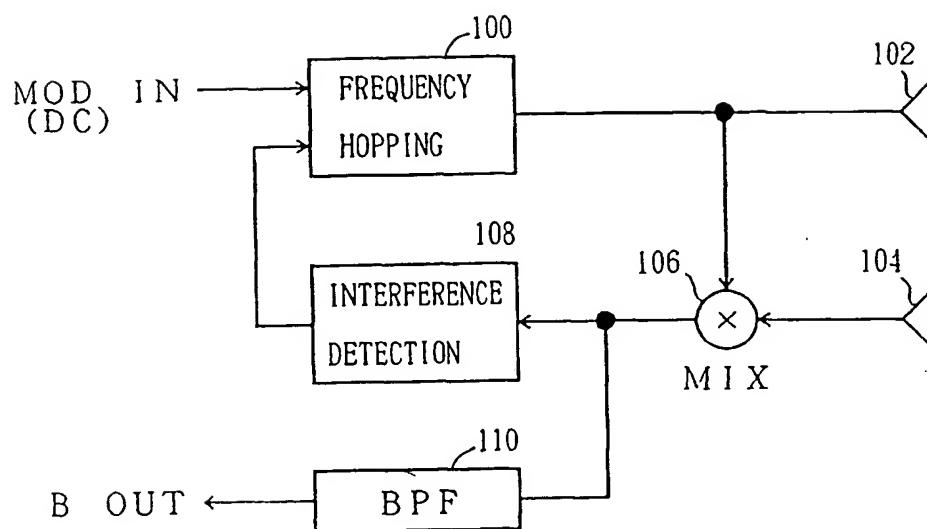 100
MOD IN
(DC)
FREQUENCY
HOPPING
102
108
106
104
INTERFERENCE
DETECTION
MIX
110
B OUT
BPF